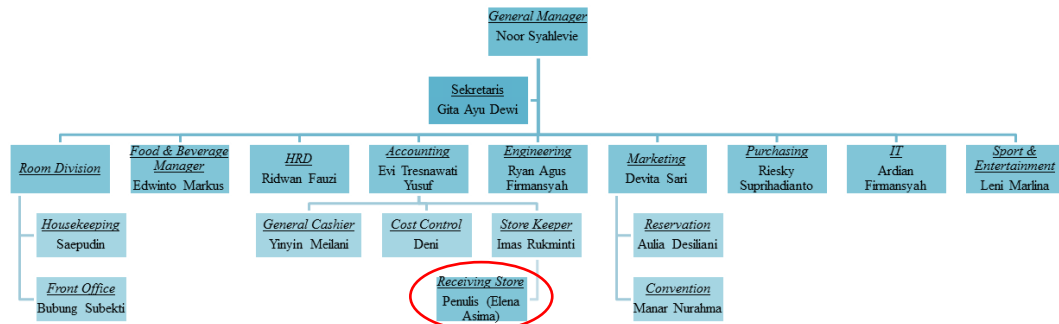 General Manager
Noor Syahlevie
Sekretaris
Gita Ayu Dewi
Room Division
Food & Beverage
Manager
Edwinto Markus
HRD
Ridwan Fauzi
Accounting
Evi Tresnawati
Yusuf
Engineering
Ryan Agus
Firmansyah
Marketing
Devita Sari
Purchasing
Riesky
Suprihadianto
IT
Ardian
Firmansyah
Sport &
Entertainment
Leni Marlina
Housekeeping
Saepudin
General Cashier
Yinyin Meilani
Cost Control
Deni
Store Keeper
Imas Rukminti
Reservation
Aulia Desiliani
Front Office
Bubung Subekti
Receiving Store
Penulis (Elena
Asima)
Convention
Manar Nurahma